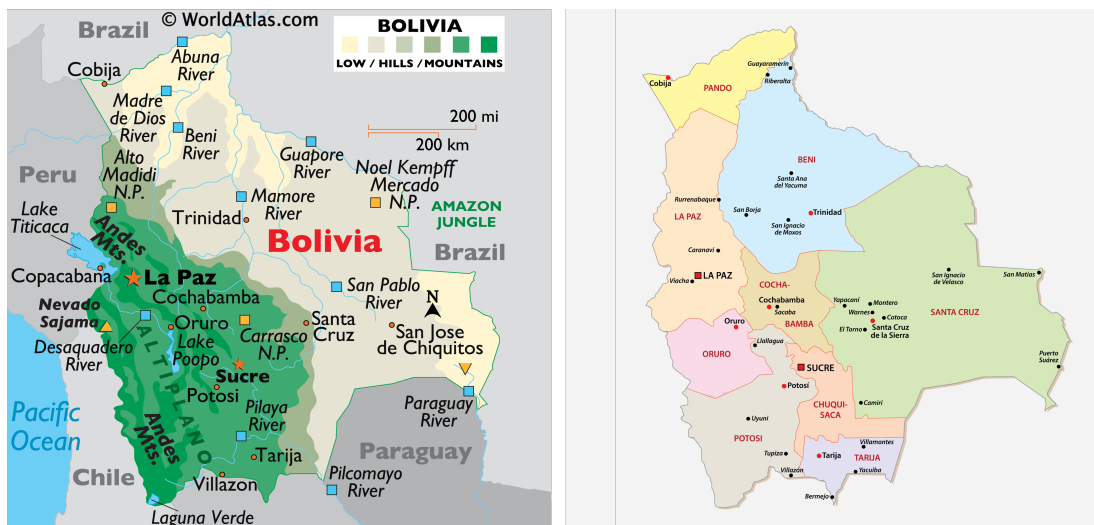 © WorldAtlas.com
BOLIVIA
LOW / HILLS / MOUNTAINS
Brazil
Abuna
River
Cobija
Madre
de Dios
River
Beni
River
200 mi
200 km
Guapore
River
Noel Kempff
Mercado
N.P.
Alto
Madidi
N.P.
Peru
Mamore
River
AMAZON
JUNGLE
Lake
Titicaca
Trinidad
Andes
Mts.
Bolivia
Brazil
Copacabana
La Paz
San Pablo
River
N
Nevado
Sajama
Cochabamba
Oruro
Lake
Poopo
Carrasco
N.P.
Santa
Cruz
San Jose
de Chiquitos
Desaquadero
River
ALTIPLANO
Sucre
Potosi
Paraguay
River
Pacific
Ocean
Andes
Mts.
Pilaya
River
Paraguay
Tarija
Chile
Villazon
Pilcomayo
River
Laguna Verde
Guayaramerín
Riberalta
Cobija
PANDO
BENI
Santa Ana
del Yacuma
Rurrenabaque
San Borja
Trinidad
LA PAZ
San Ignacio
de Moxos
Caranavi
LA PAZ
Viacha
San Ignacio
de Velasco
San Matías
COCHA-
BAMBA
Cochabamba
Sacaba
Yapacaní
Montero
Warnes
Cotoca
El Torno
Santa Cruz
de la Sierra
SANTA CRUZ
Oruro
Llallagua
ORURO
Puerto
Suárez
SUCRE
Potosí
CHUQUI-
SACA
Camiri
Uyuni
POTOSI
Villamontes
Tupiza
Tarija
TARIJA
Villazón
Yacuiba
Bermejo